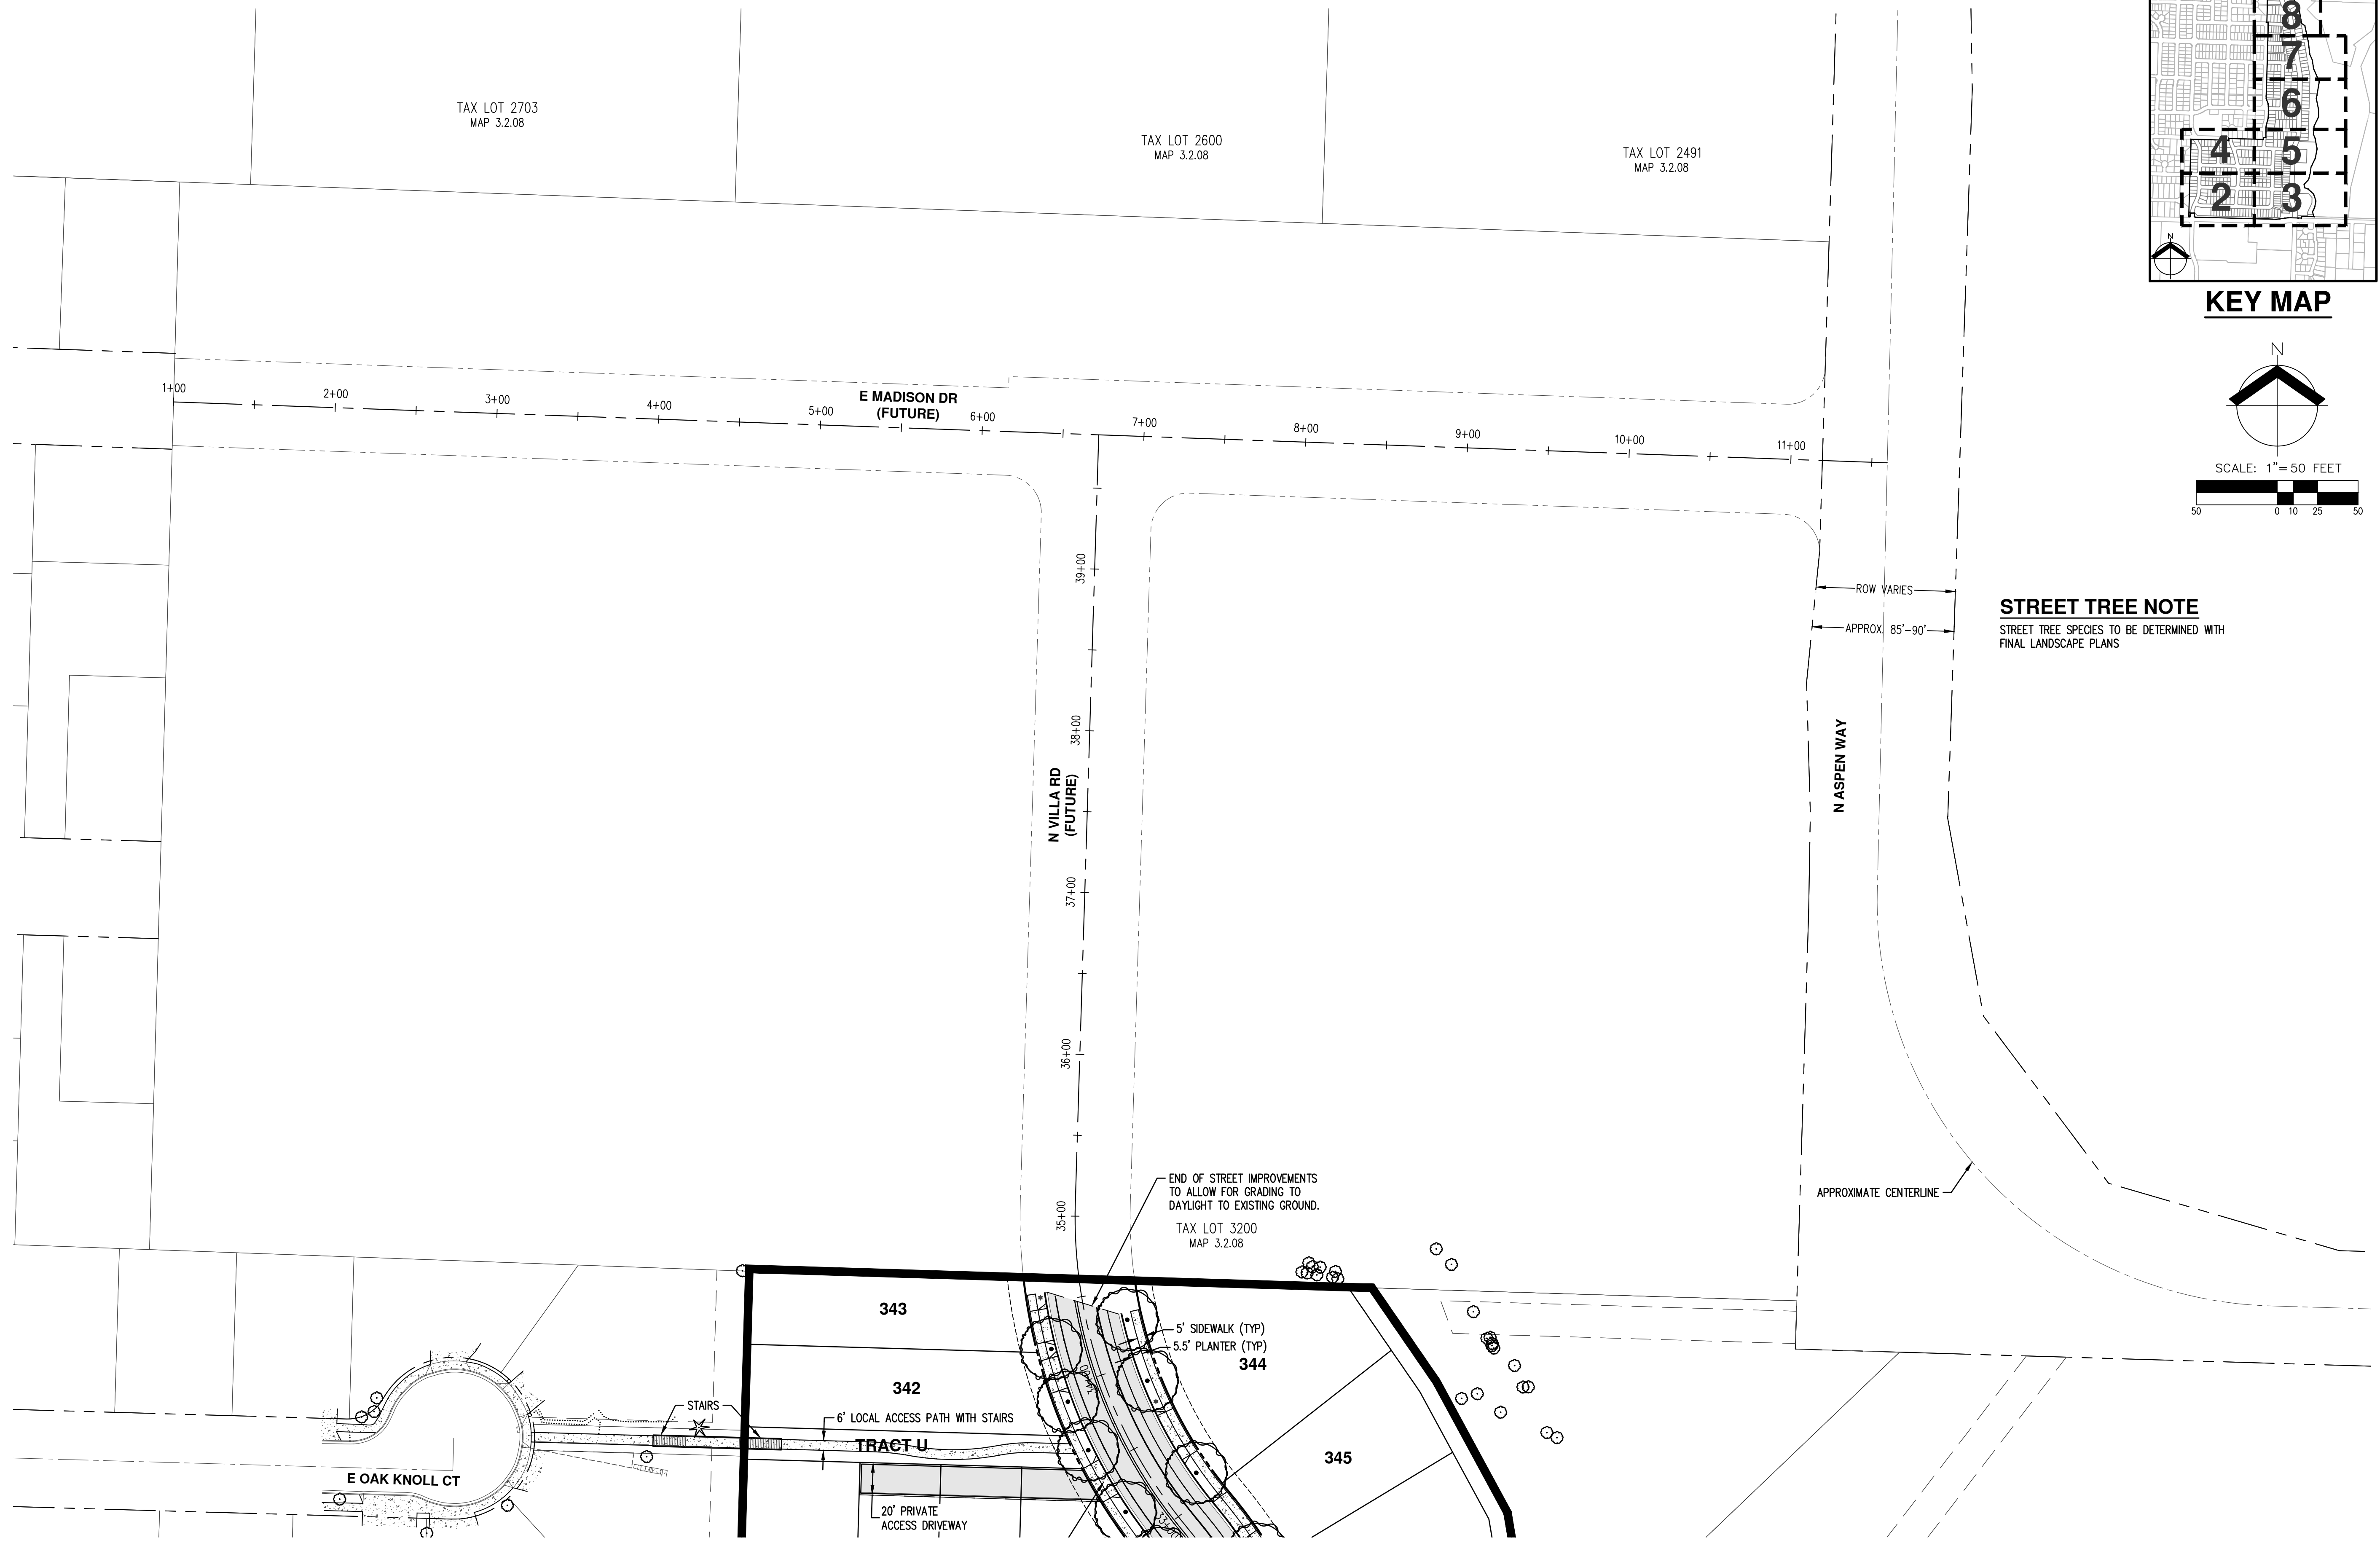 8
7
6
4
5
2
3
N
KEY MAP
N
SCALE: 1"= 50 FEET
50
0
10
25
50
TAX LOT 2703
MAP 3.2.08
TAX LOT 2600
MAP 3.2.08
TAX LOT 2491
MAP 3.2.08
1+00
2+00
3+00
4+00
5+00
6+00
7+00
8+00
9+00
10+00
11+00
E MADISON DR
(FUTURE)
39+00
38+00
37+00
36+00
35+00
N VILLA RD
(FUTURE)
ROW VARIES
APPROX. 85'-90'
N ASPEN WAY
STREET TREE NOTE
STREET TREE SPECIES TO BE DETERMINED WITH
FINAL LANDSCAPE PLANS
APPROXIMATE CENTERLINE
END OF STREET IMPROVEMENTS
TO ALLOW FOR GRADING TO
DAYLIGHT TO EXISTING GROUND.
TAX LOT 3200
MAP 3.2.08
343
5' SIDEWALK (TYP)
5.5' PLANTER (TYP)
344
34+00
342
STAIRS
6' LOCAL ACCESS PATH WITH STAIRS
TRACT U
345
E OAK KNOLL CT
20' PRIVATE
ACCESS DRIVEWAY